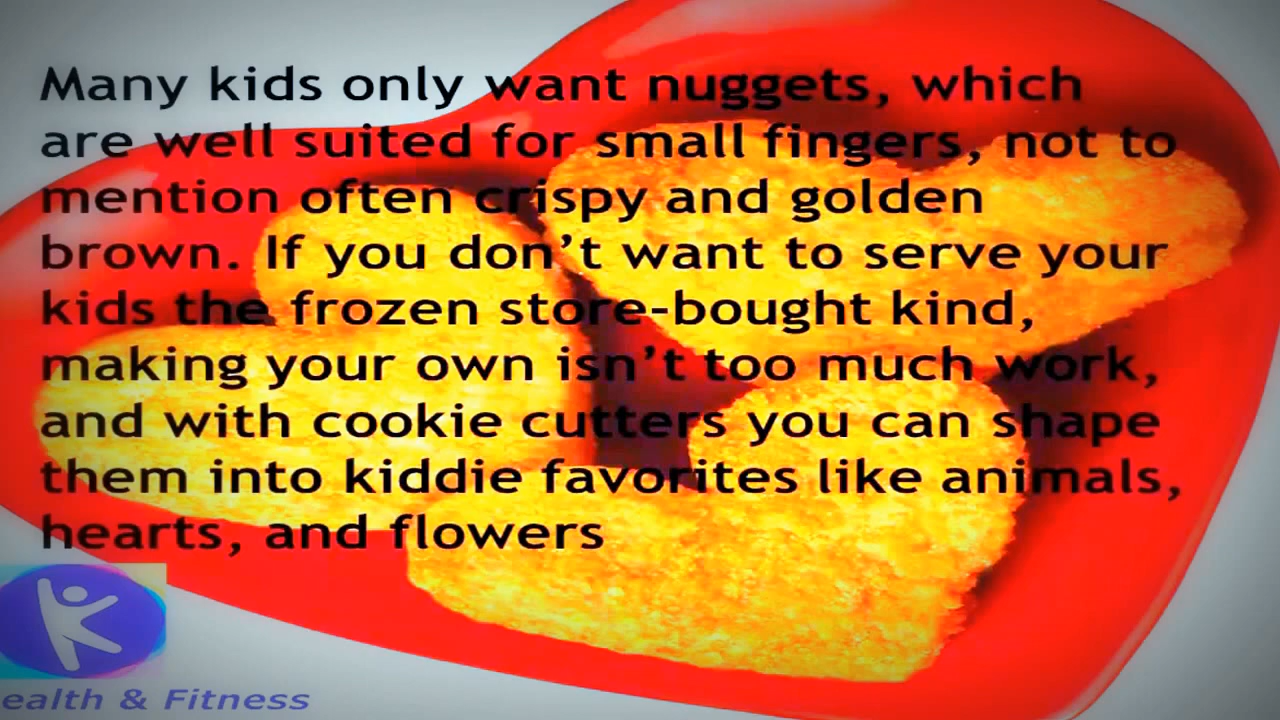 Many kids only want nuggets, which
are well suited for small fingers, not to
mention often crispy and golden
brown. If you don’t want to serve your
kids the frozen store-bought kind,
making your own isn’t too much work,
and with cookie cutters you can shape
them into kiddie favorites like animals,
hearts, and flowers
ealth & Fitness